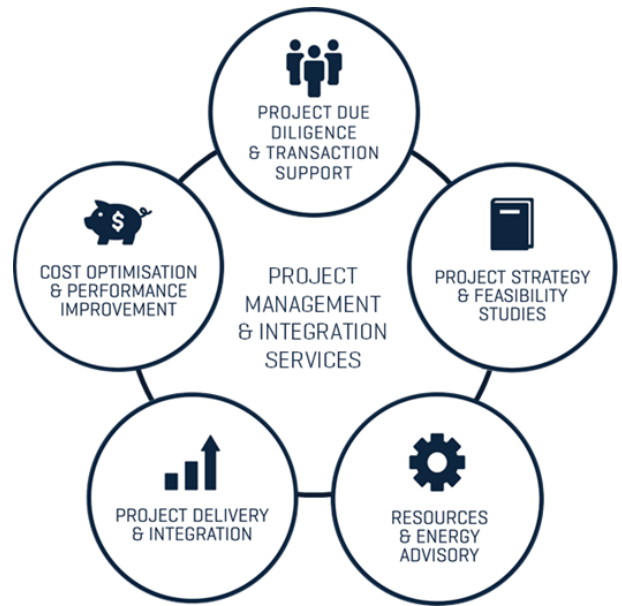 PROJECT DUE
DILIGENCE
& TRANSACTION
SUPPORT
$
COST OPTIMISATION
& PERFORMANCE
IMPROVEMENT
PROJECT
MANAGEMENT
& INTEGRATION
SERVICES
PROJECT STRATEGY
& FEASIBILITY
STUDIES
PROJECT DELIVERY
& INTEGRATION
RESOURCES
& ENERGY
ADVISORY